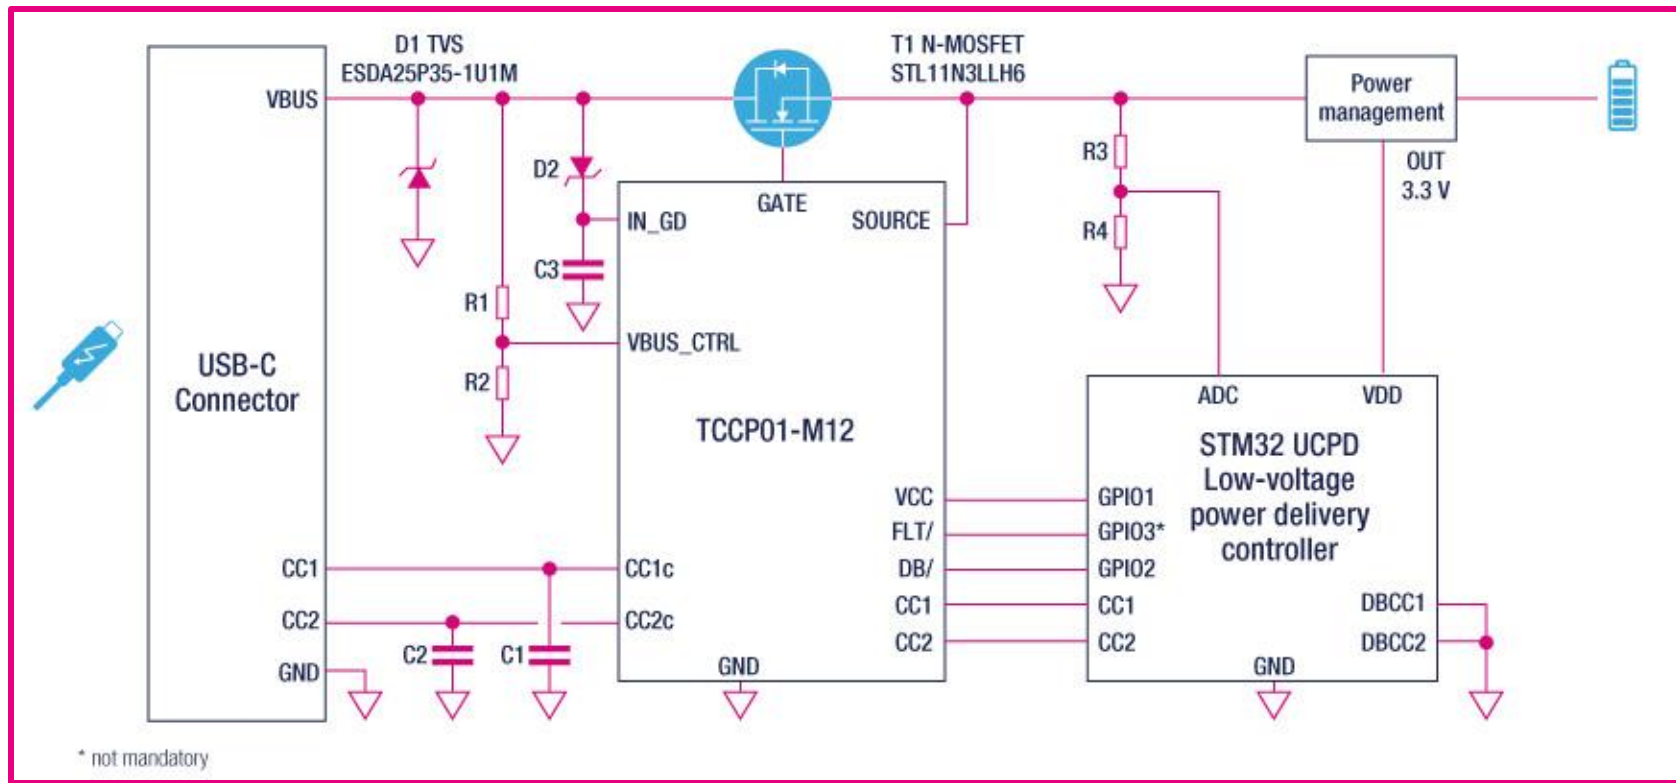 D1 TVS
ESDA25P35-1U1M
T1 N-MOSFET
STL11N3LLH6
Power
management
VBUS
OUT
3.3 V
D2
R3
GATE
IN_GD
SOURCE
R4
C3
R1
VBUS_CTRL
R2
USB-C
Connector
TCCP01-M12
ADC
VDD
STM32 UCPD
Low-voltage
power delivery
controller
VCC
GPIO1
FLT/
GPIO3*
DB/
GPIO2
CC1
CC1c
CC1
CC1
DBCC1
CC2
CC2c
CC2
CC2
DBCC2
C2
C1
GND
GND
GND
* not mandatory